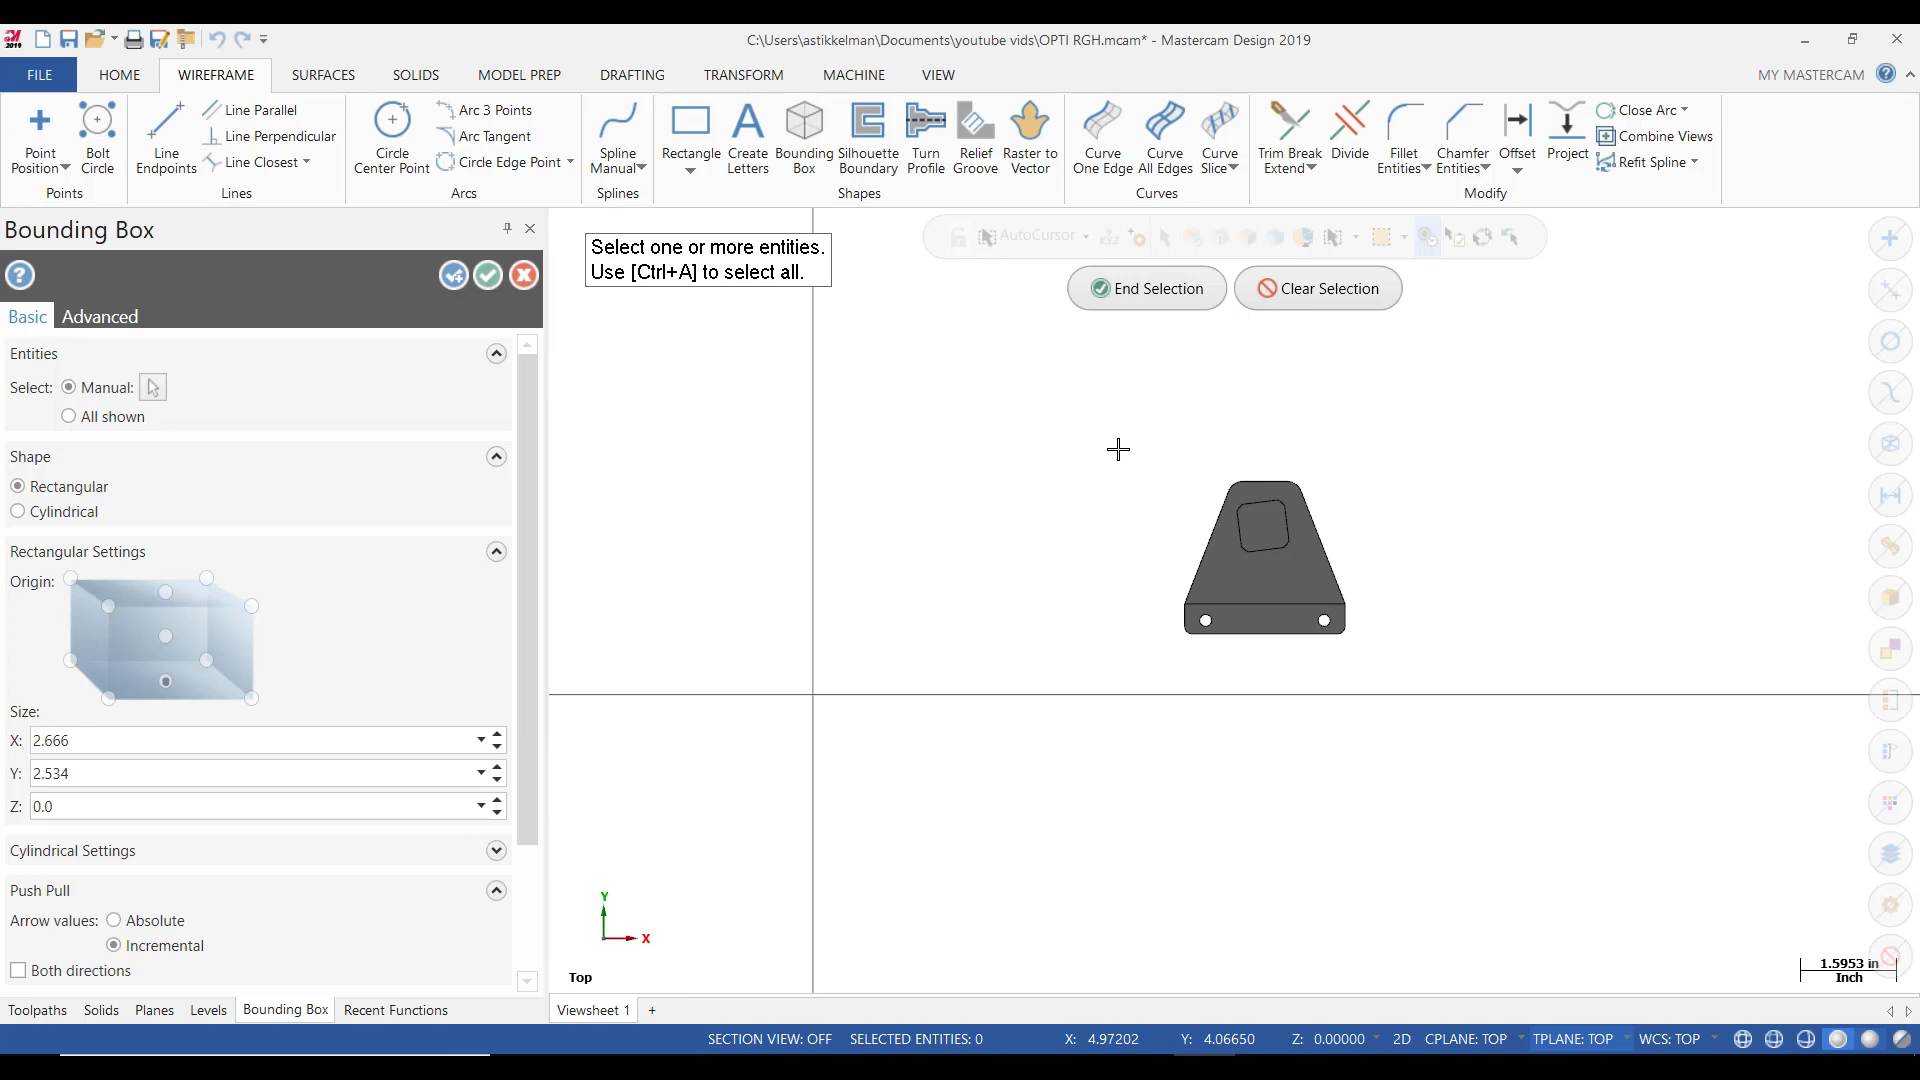 2019
C:\Users\astikkelman\Documents\youtube vids\OPTI RGH.mcam* - Mastercam Design 2019
FILE
HOME
WIREFRAME
SURFACES
SOLIDS
MODEL PREP
DRAFTING
TRANSFORM
MACHINE
VIEW
MY MASTERCAM
Point Position
Bolt Circle
Points
Line Endpoints
Line Parallel
Line Perpendicular
Line Closest
Lines
Circle Center Point
Arc 3 Points
Arc Tangent
Circle Edge Point
Arcs
Spline Manual
Splines
Rectangle
Create Letters
Bounding Box
Silhouette Boundary
Turn Profile
Relief Groove
Raster to Vector
Shapes
Curve One Edge
Curve All Edges
Curve Slice
Curves
Trim Break Extend
Divide
Fillet Entities
Chamfer Entities
Offset
Project
Close Arc
Combine Views
Refit Spline
Modify
Bounding Box
Basic
Advanced
Entities
Select:
Manual:
All shown
Shape
Rectangular
Cylindrical
Rectangular Settings
Origin:
Size:
X: 2.666
Y: 2.534
Z: 0.0
Cylindrical Settings
Push Pull
Arrow values:
Absolute
Incremental
Both directions
Toolpaths
Solids
Planes
Levels
Bounding Box
Recent Functions
Select one or more entities.
Use [Ctrl+A] to select all.
AutoCursor
End Selection
Clear Selection
Y
X
Top
1.5953 in
Inch
Viewsheet 1
+
SECTION VIEW: OFF
SELECTED ENTITIES: 0
X: 4.97202
Y: 4.06650
Z: 0.00000
2D
CPLANE: TOP
TPLANE: TOP
WCS: TOP